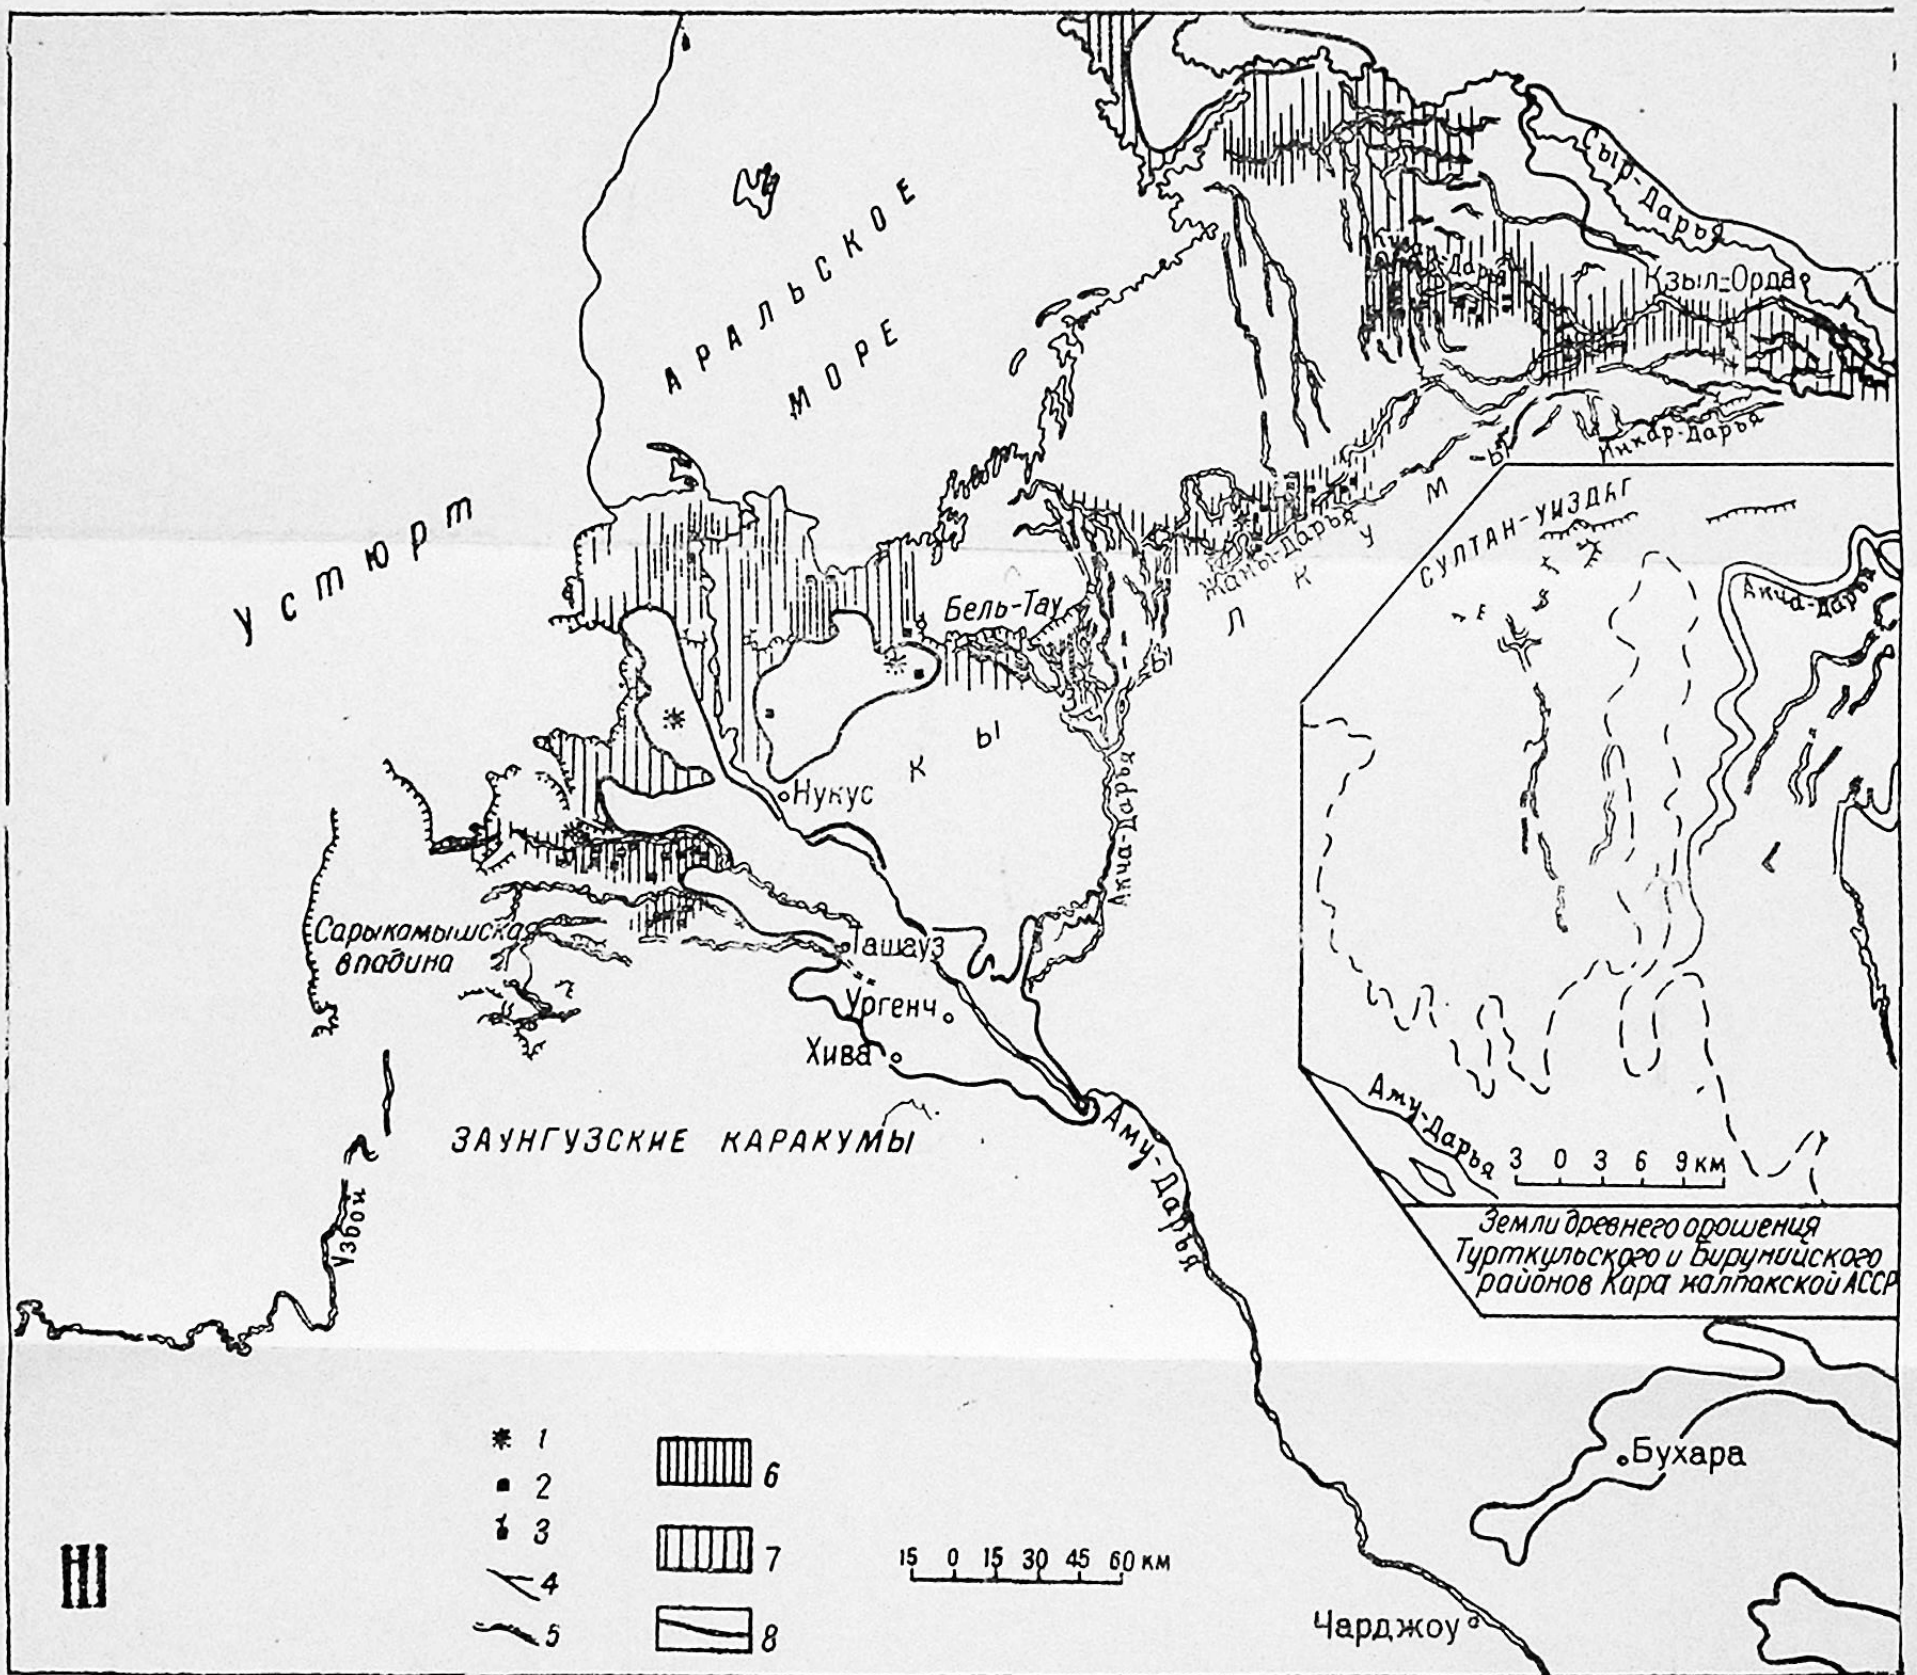 АРАЛЬСКОЕ
МОРЕ
Устюрт
Сыр-Дарья
Кзыл-Орда
Инкар-Дарья
Жаны-Дарья
КЫЗЫЛКУМЫ
Бель-Тау
Акча-Дарья
Нукус
Сарыкамышская
впадина
Ташауз
Ургенч
Хива
ЗАУНГУЗСКИЕ КАРАКУМЫ
Узбой
Аму-Дарья
СУЛТАН-УИЗДАГ
Акча-Дарья
Аму-Дарья
3 0 3 6 9 км
Земли древнего орошения
Турткульского и Бирунийского
районов Кара калпакской АССР
Бухара
Чарджоу
1
2
3
4
5
6
7
8
15 0 15 30 45 60 км
III